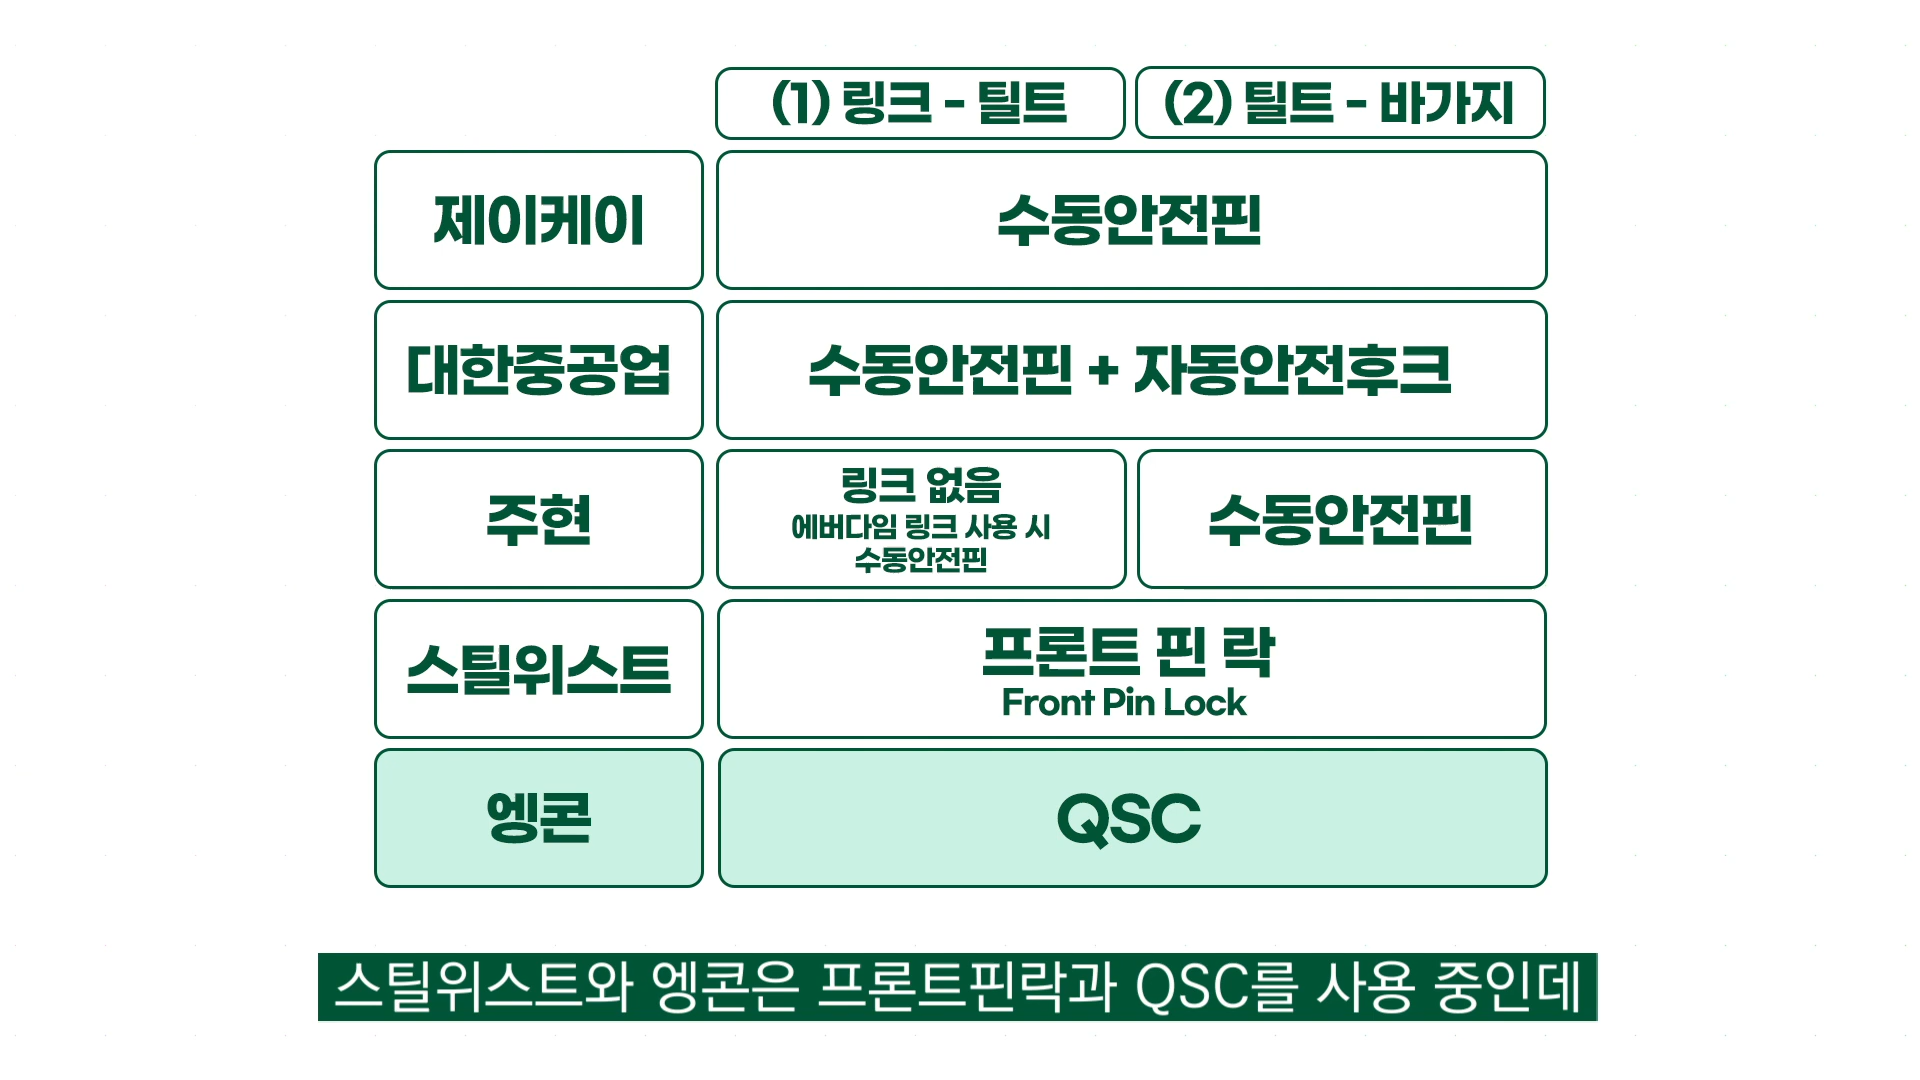 (1) 링크 - 틸트
(2) 틸트 - 바가지
제이케이
수동안전핀
대한중공업
수동안전핀 + 자동안전후크
주현
링크 없음
에버다임 링크 사용 시
수동안전핀
수동안전핀
스틸위스트
프론트 핀 락
Front Pin Lock
엥콘
QSC
스틸위스트와 엥콘은 프론트핀락과 QSC를 사용 중인데